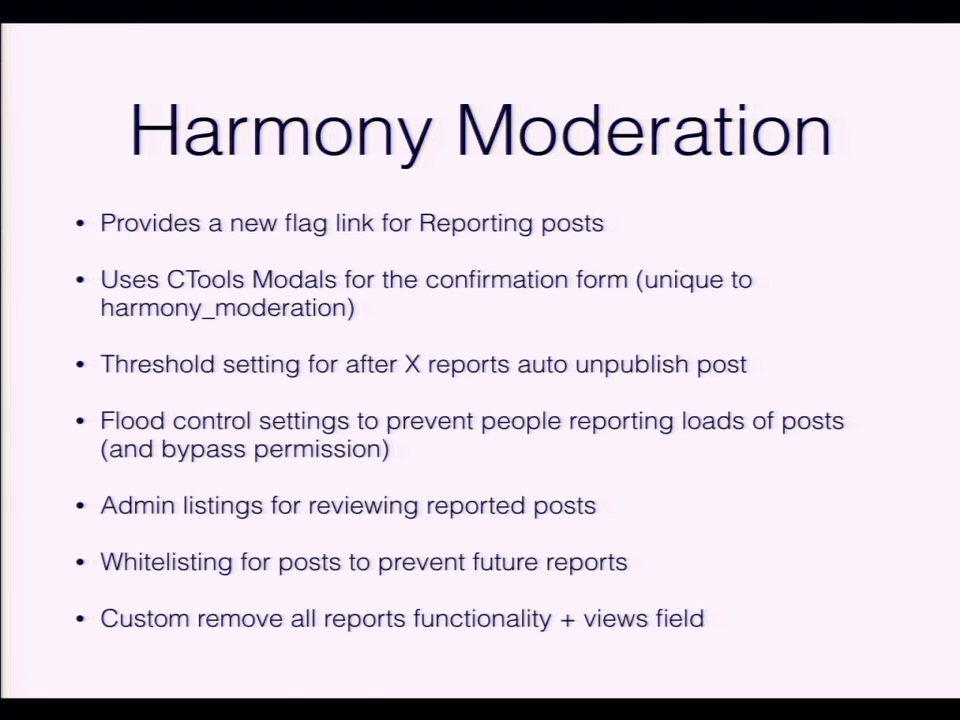 Harmony Moderation
• Provides a new flag link for Reporting posts
• Uses CTools Modals for the confirmation form (unique to
harmony_moderation)
• Threshold setting for after X reports auto unpublish post
• Flood control settings to prevent people reporting loads of posts
(and bypass permission)
• Admin listings for reviewing reported posts
• Whitelisting for posts to prevent future reports
• Custom remove all reports functionality + views field